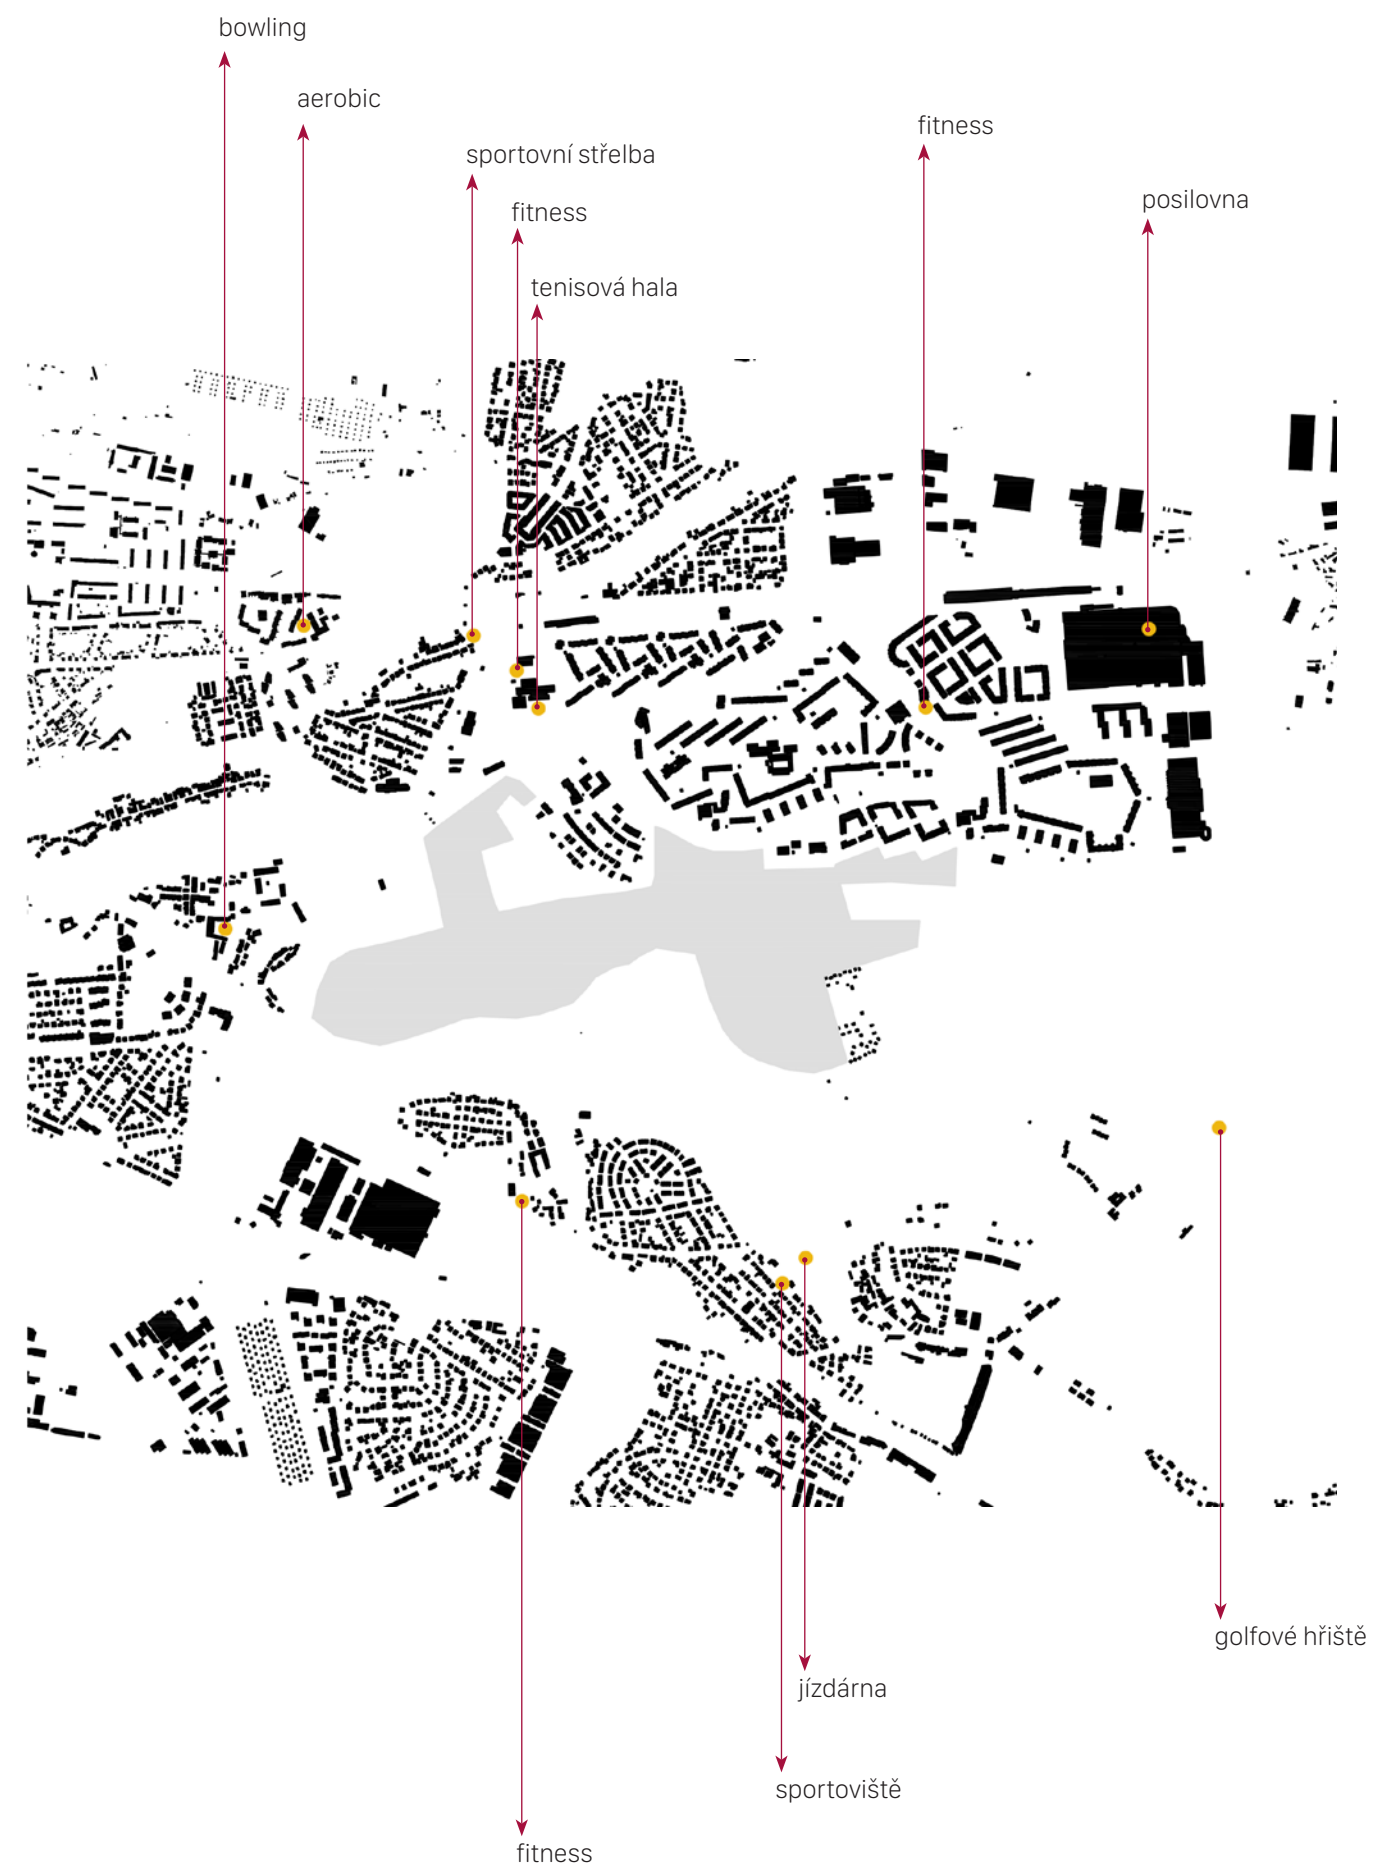 bowling
aerobic
fitness
sportovní střelba
posilovna
fitness
tenisová hala
golfové hřiště
jízdárna
sportoviště
fitness